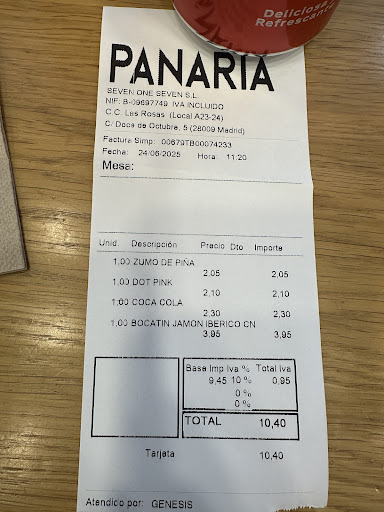 Deliciosa
Refrescante
PANARIA
SEVEN ONE SEVEN S.L.
NIF: B-09697749 IVA INCLUIDO
C.C. Las Rosas (Local A23-24)
C/ Doce de Octubre, 5 (28009 Madrid)
Factura Simp: 00679TB00074233
Fecha: 24/06/2025 Hora: 11:20
Mesa:
Unid. Descripción Precio Dto Importe
1,00 ZUMO DE PIÑA
2,05 2,05
1,00 DOT PINK
2,10 2,10
1,00 COCA COLA
2,30 2,30
1,00 BOCATIN JAMON IBERICO CN
3,95 3,95
Base Imp Iva % Total Iva
9,45 10 % 0,95
0 %
0 %
TOTAL 10,40
Tarjeta 10,40
Atendido por: GENESIS